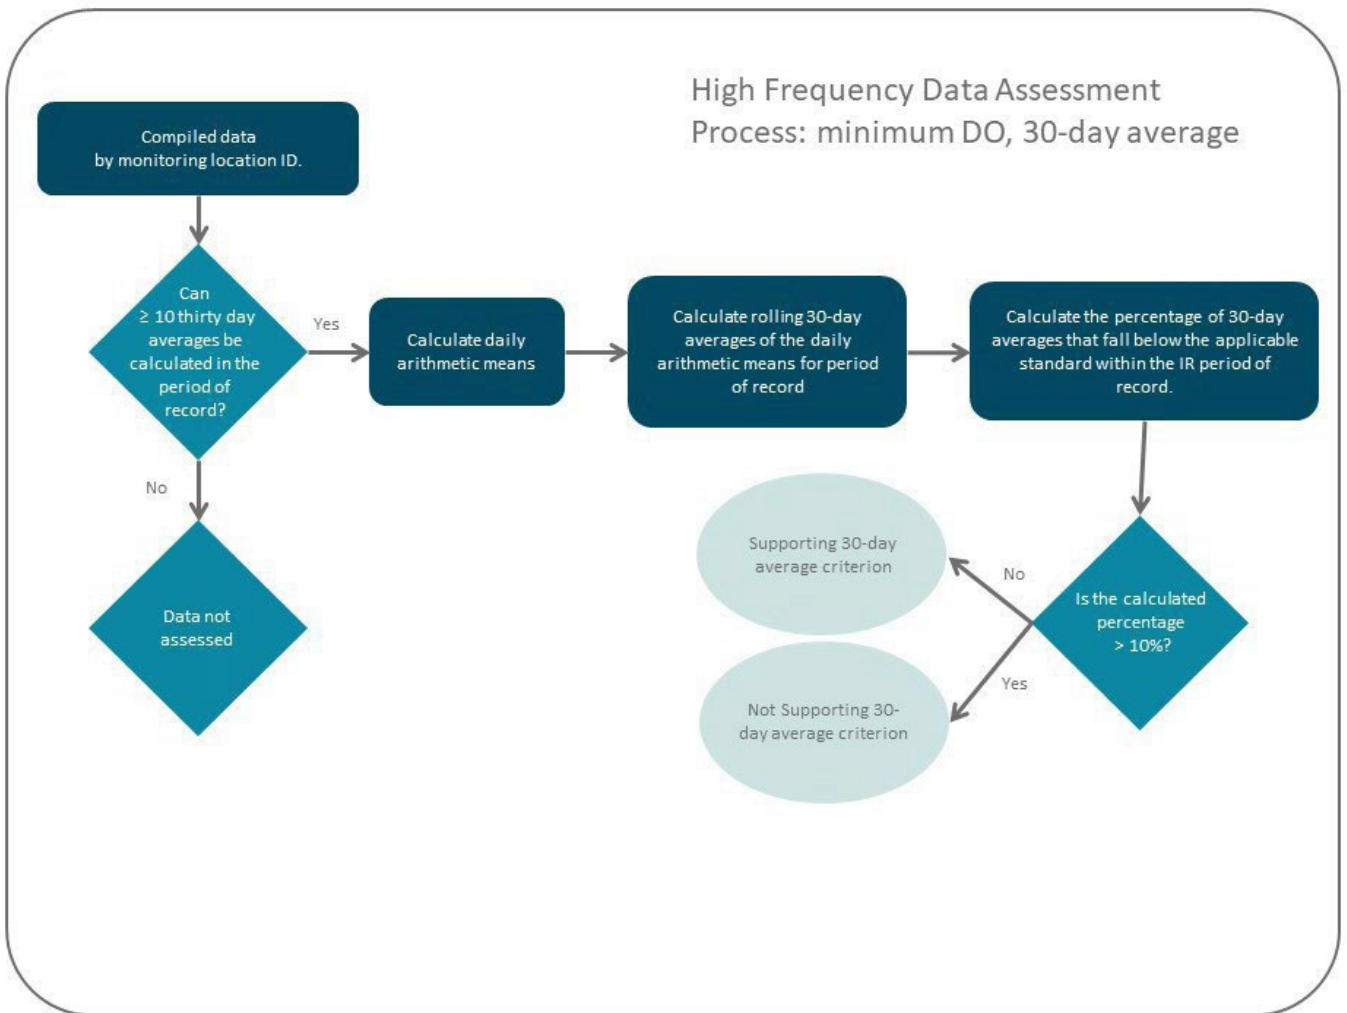 High Frequency Data Assessment
Process: minimum DO, 30-day average
Compiled data
by monitoring location ID.
Can
≥ 10 thirty day
averages be
calculated in the
period of
record?
Yes
Calculate daily
arithmetic means
Calculate rolling 30-day
averages of the daily
arithmetic means for period
of record
Calculate the percentage of 30-day
averages that fall below the applicable
standard within the IR period of
record.
No
Data not
assessed
Is the calculated
percentage
> 10%?
No
Supporting 30-day
average criterion
Yes
Not Supporting 30-
day average criterion